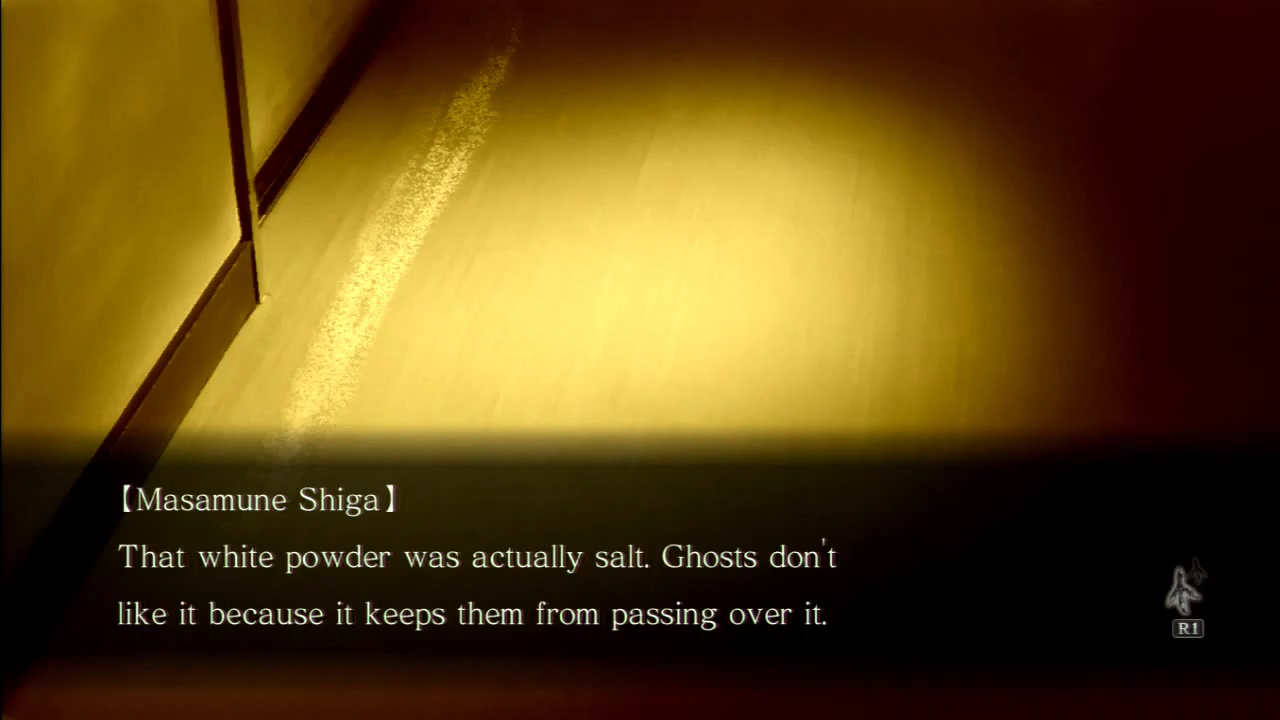 【Masamune Shiga】
That white powder was actually salt. Ghosts don't
like it because it keeps them from passing over it.
R1